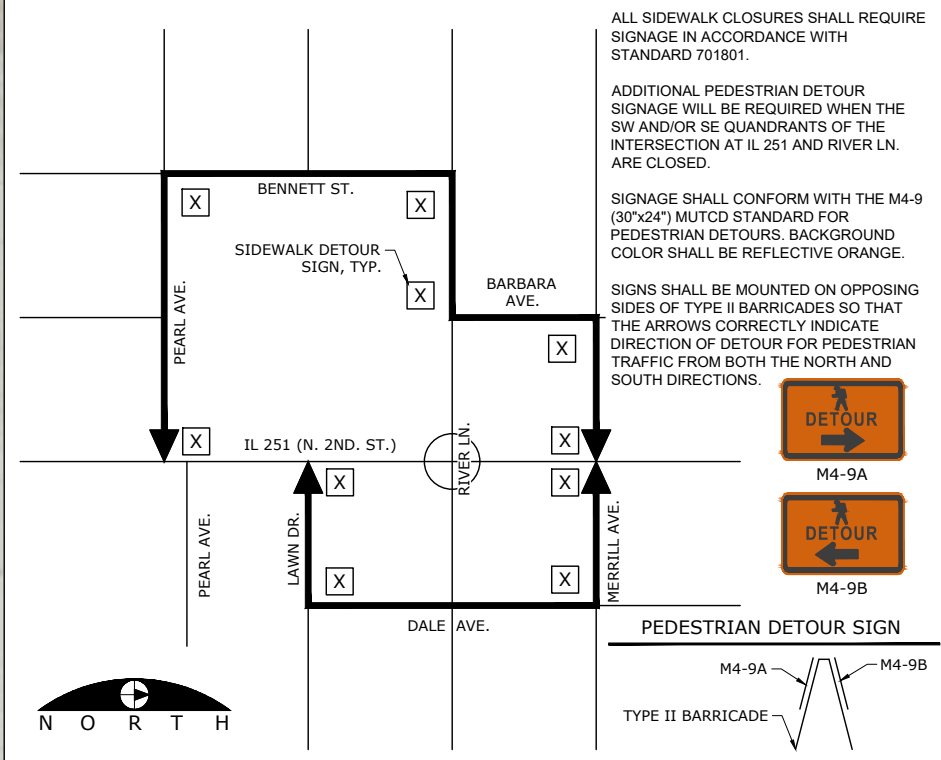 ALL SIDEWALK CLOSURES SHALL REQUIRE
SIGNAGE IN ACCORDANCE WITH
STANDARD 701801.
ADDITIONAL PEDESTRIAN DETOUR
SIGNAGE WILL BE REQUIRED WHEN THE
SW AND/OR SE QUANDRANTS OF THE
INTERSECTION AT IL 251 AND RIVER LN.
ARE CLOSED.
SIGNAGE SHALL CONFORM WITH THE M4-9
(30"x24") MUTCD STANDARD FOR
PEDESTRIAN DETOURS. BACKGROUND
COLOR SHALL BE REFLECTIVE ORANGE.
SIGNS SHALL BE MOUNTED ON OPPOSING
SIDES OF TYPE II BARRICADES SO THAT
THE ARROWS CORRECTLY INDICATE
DIRECTION OF DETOUR FOR PEDESTRIAN
TRAFFIC FROM BOTH THE NORTH AND
SOUTH DIRECTIONS.
BENNETT ST.
X
X
SIDEWALK DETOUR
SIGN, TYP.
X
BARBARA
AVE.
PEARL AVE.
X
X
IL 251 (N. 2ND. ST.)
RIVER LN.
X
X
X
PEARL AVE.
LAWN DR.
MERRILL AVE.
X
X
DALE AVE.
DETOUR
M4-9A
DETOUR
M4-9B
PEDESTRIAN DETOUR SIGN
M4-9A
M4-9B
TYPE II BARRICADE
NORTH